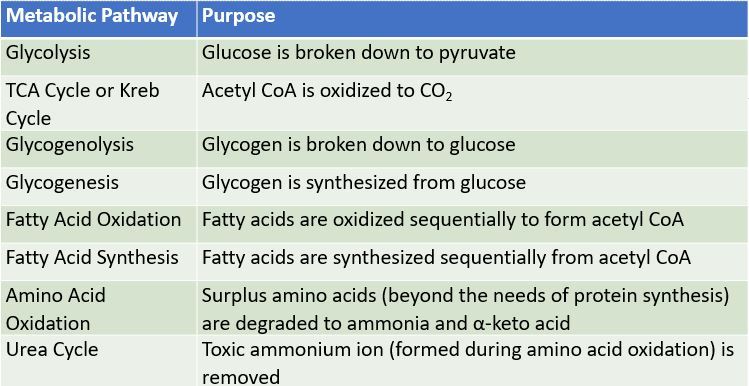 Metabolic Pathway Purpose
Glycolysis Glucose is broken down to pyruvate
TCA Cycle or Kreb Acetyl CoA is oxidized to CO₂
Cycle
Glycogenolysis Glycogen is broken down to glucose
Glycogenesis Glycogen is synthesized from glucose
Fatty Acid Oxidation Fatty acids are oxidized sequentially to form acetyl CoA
Fatty Acid Synthesis Fatty acids are synthesized sequentially from acetyl CoA
Amino Acid Surplus amino acids (beyond the needs of protein synthesis)
Oxidation are degraded to ammonia and α-keto acid
Urea Cycle Toxic ammonium ion (formed during amino acid oxidation) is
removed